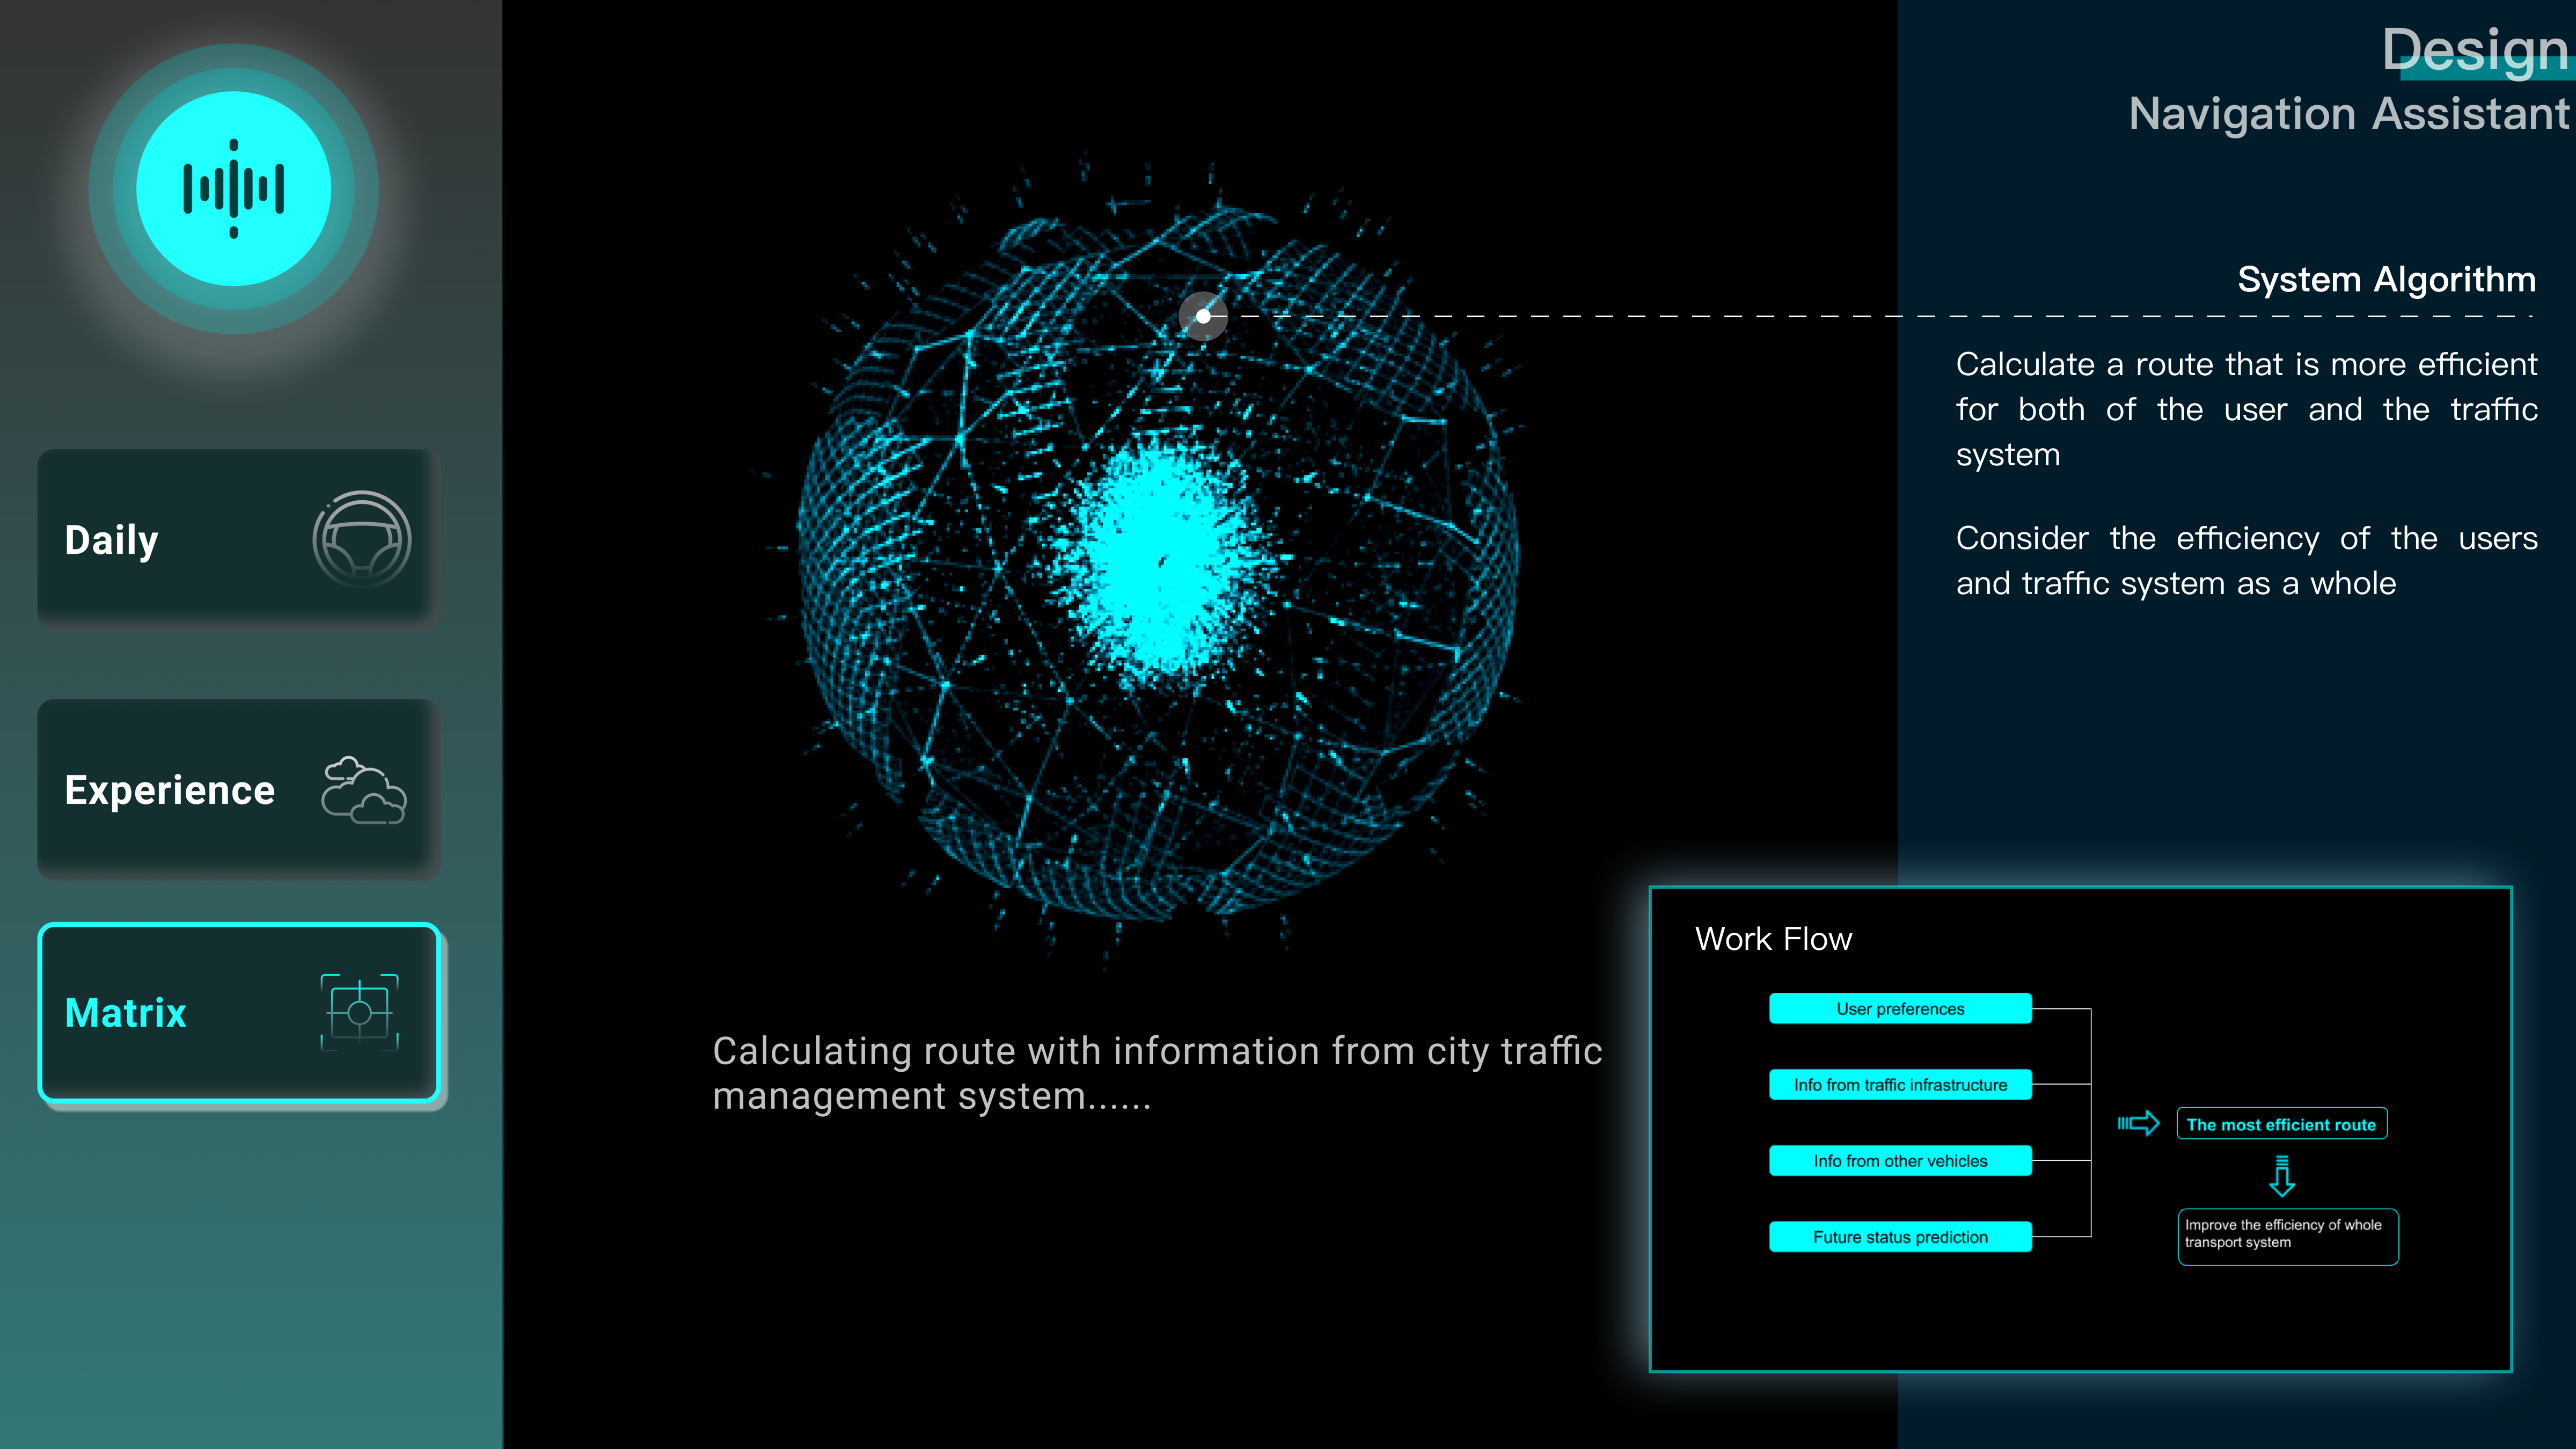 Design
Navigation Assistant
System Algorithm
Calculate a route that is more efficient
for both of the user and the traffic
system
Consider the efficiency of the users
and traffic system as a whole
Daily
Experience
Matrix
Calculating route with information from city traffic
management system......
Work Flow
User preferences
Info from traffic infrastructure
Info from other vehicles
Future status prediction
The most efficient route
Improve the efficiency of whole
transport system